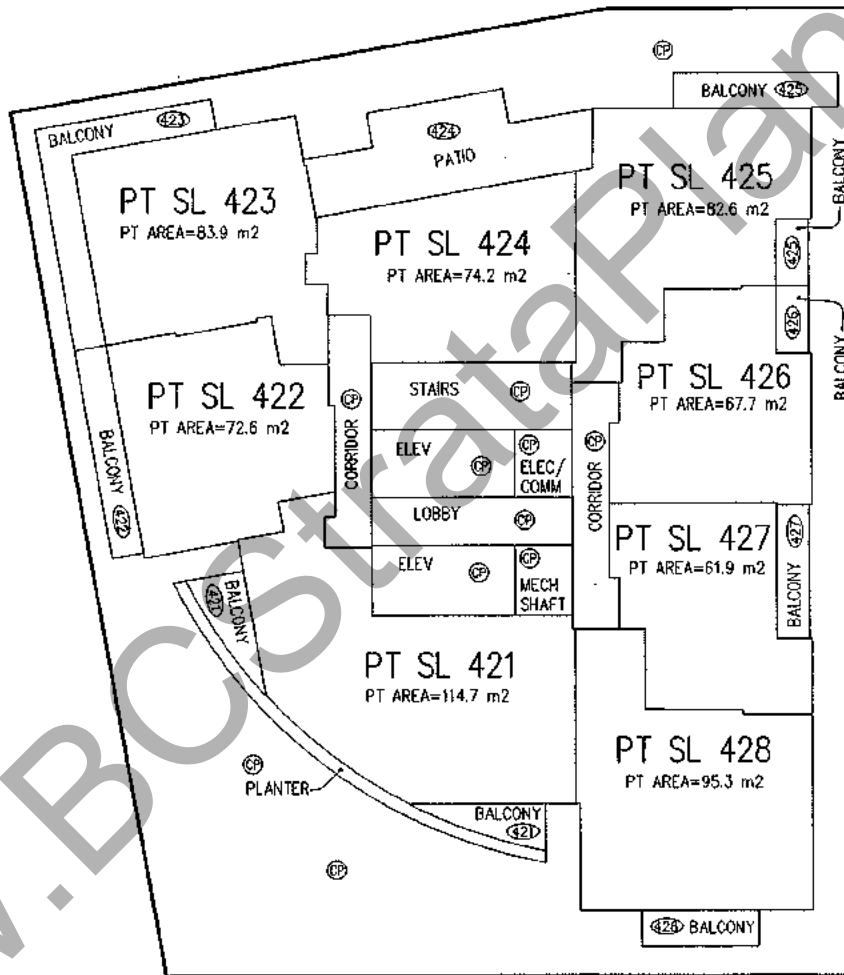 CP
BALCONY 425
BALCONY 423
424
PATIO
BALCONY
PT SL 423
PT AREA=83.9 m2
PT SL 425
PT AREA=82.6 m2
PT SL 424
PT AREA=74.2 m2
425
426
BALCONY
PT SL 422
PT AREA=72.6 m2
PT SL 426
PT AREA=67.7 m2
STAIRS CP
CORRIDOR CP
ELEV CP
CP
ELEC/
COMM
CORRIDOR CP
BALCONY 422
LOBBY CP
PT SL 427
PT AREA=61.9 m2
BALCONY 427
ELEV CP
CP
MECH
SHAFT
BALCONY
421
PT SL 421
PT AREA=114.7 m2
PT SL 428
PT AREA=95.3 m2
CP
PLANTER
BALCONY
421
CP
428 BALCONY
w.BCStrataPlan